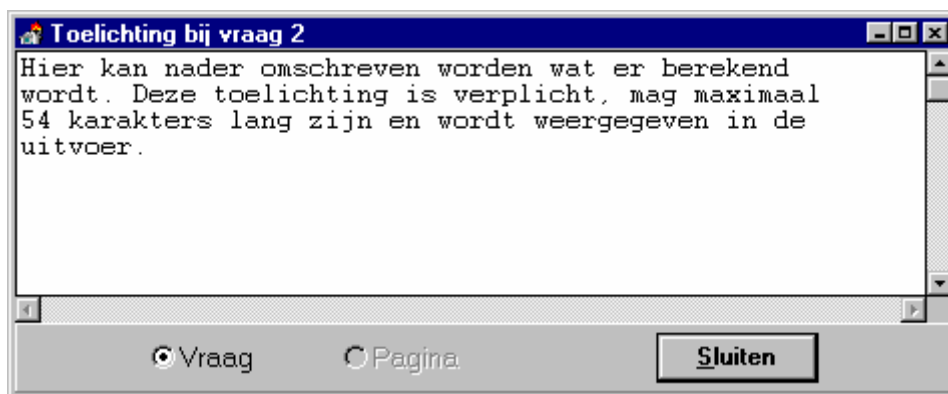 Toelichting bij vraag 2
Hier kan nader omschreven worden wat er berekend
wordt. Deze toelichting is verplicht, mag maximaal
54 karakters lang zijn en wordt weergegeven in de
uitvoer.
Vraag Pagina Sluiten